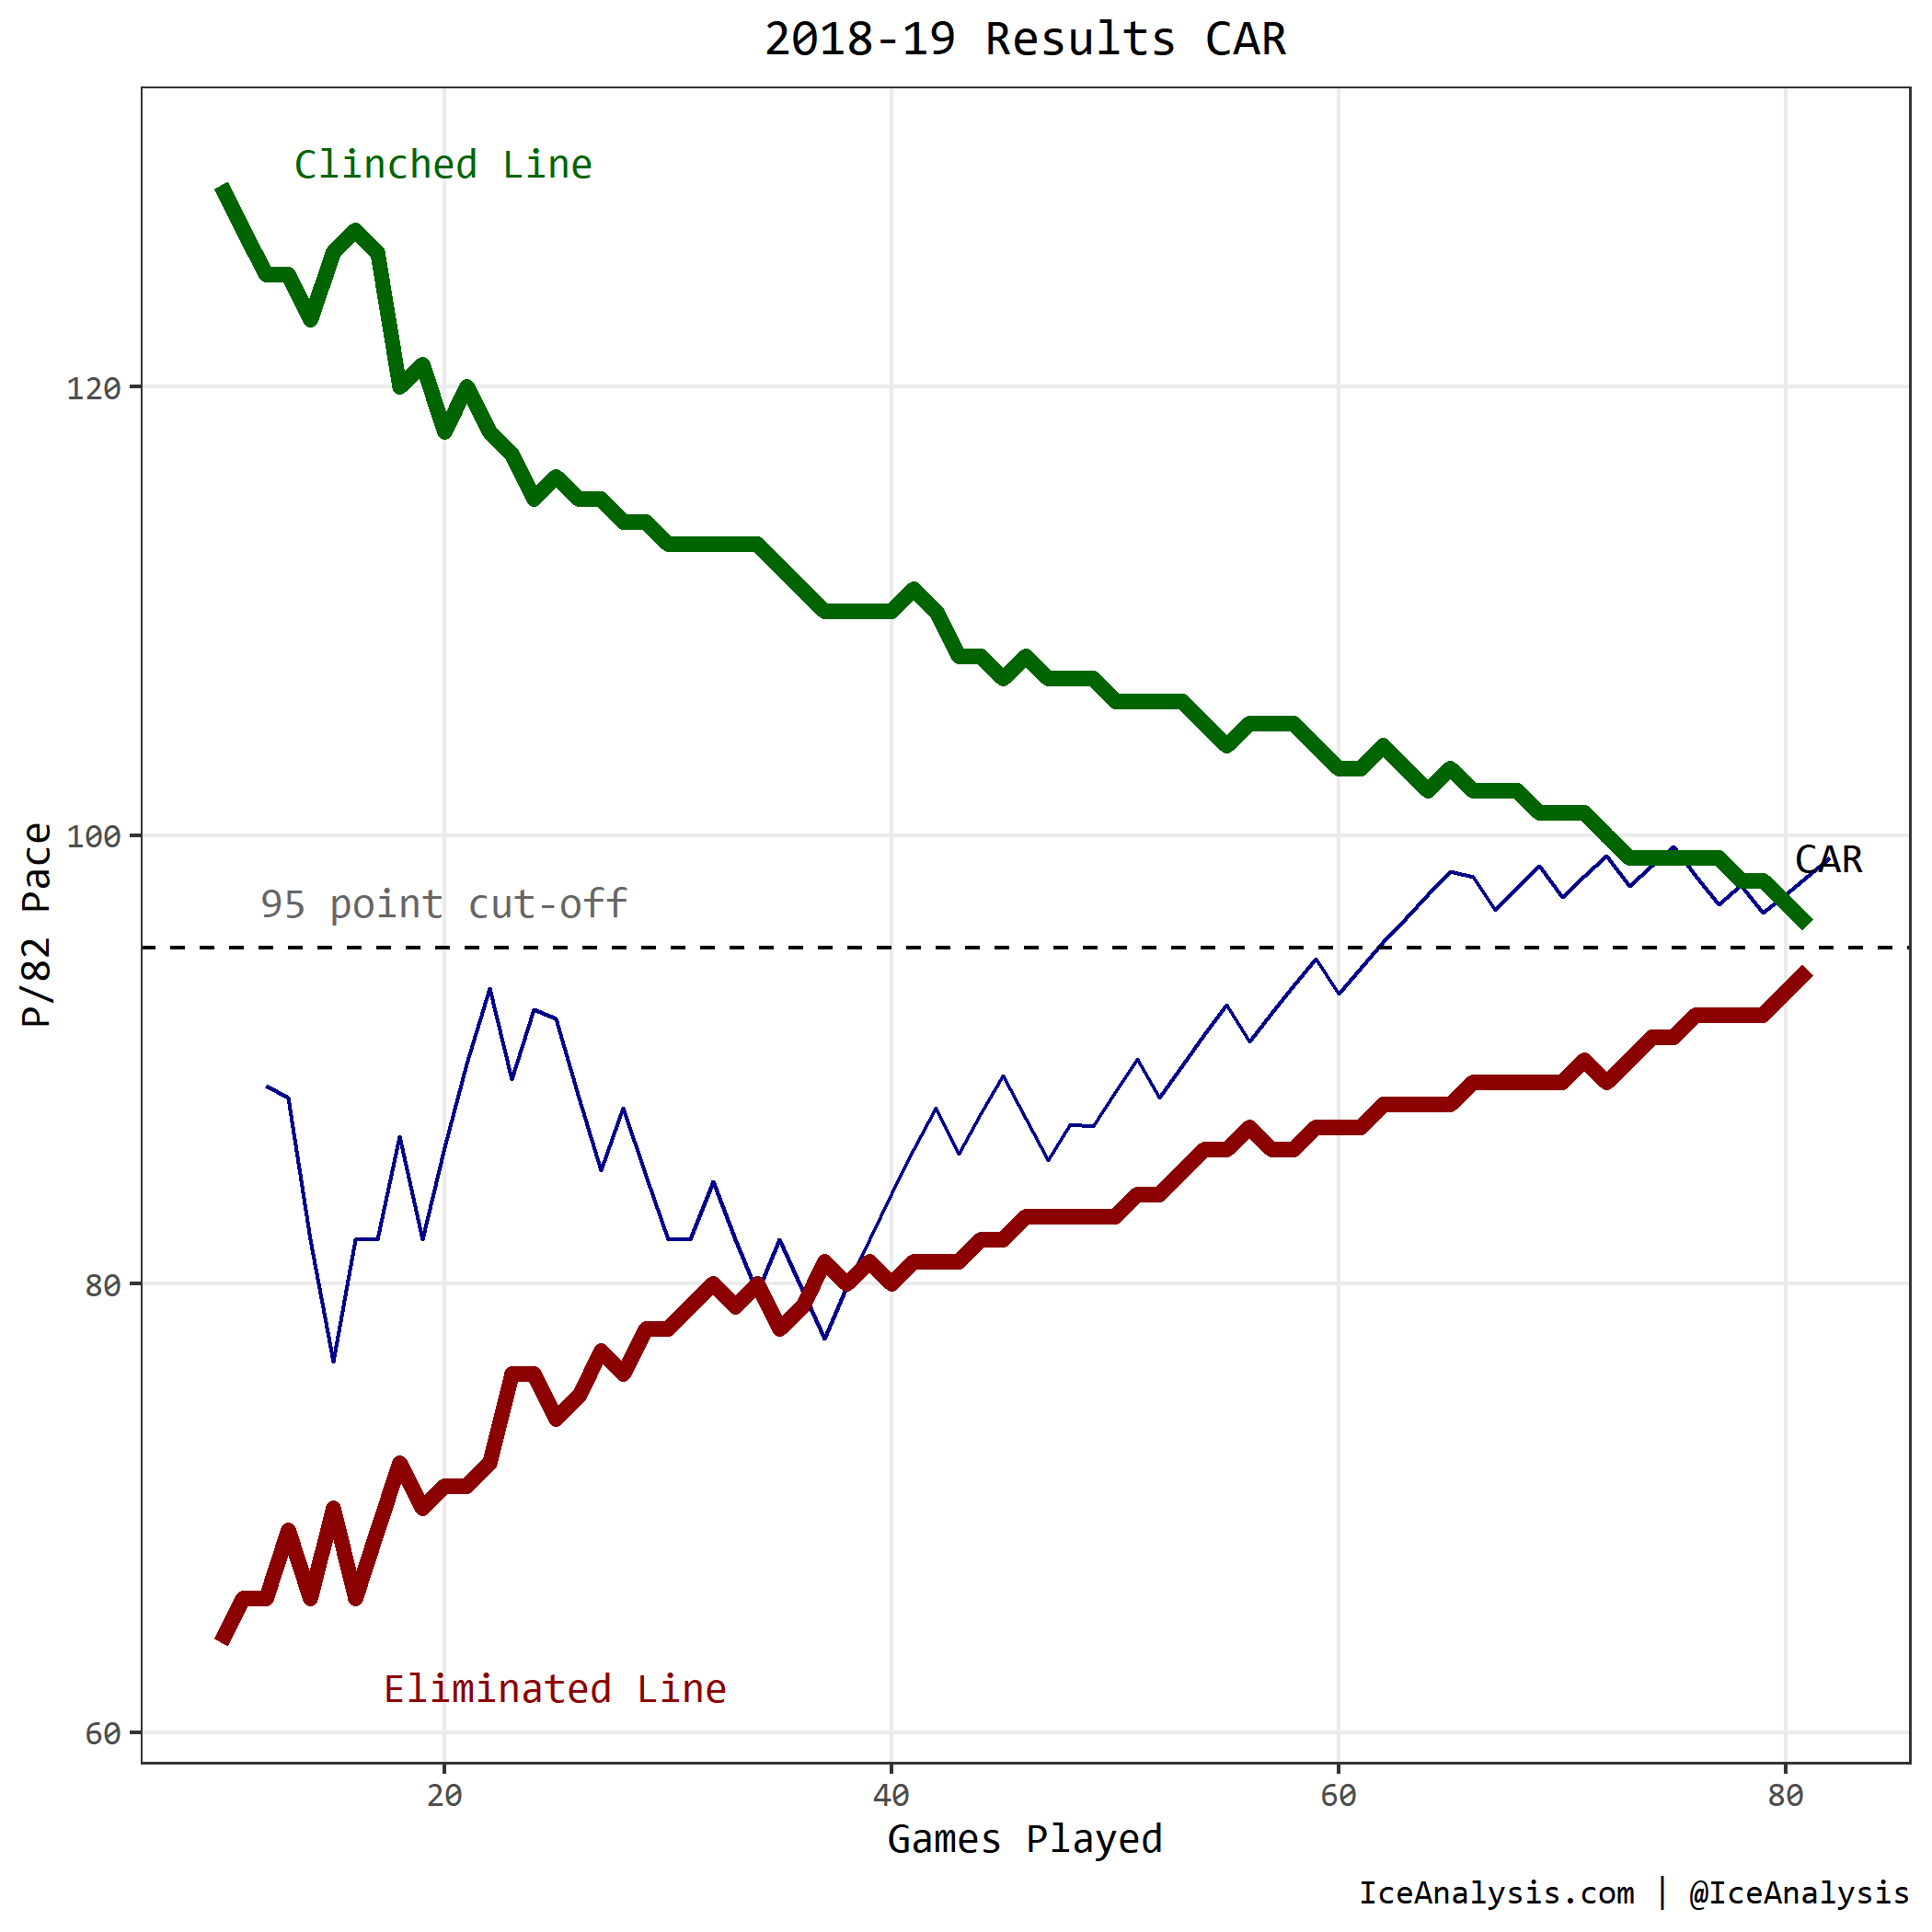 2018-19 Results CAR
Clinched Line
120
100
CAR
95 point cut-off
P/82 Pace
80
Eliminated Line
60
20 40 60 80
Games Played
IceAnalysis.com | @IceAnalysis